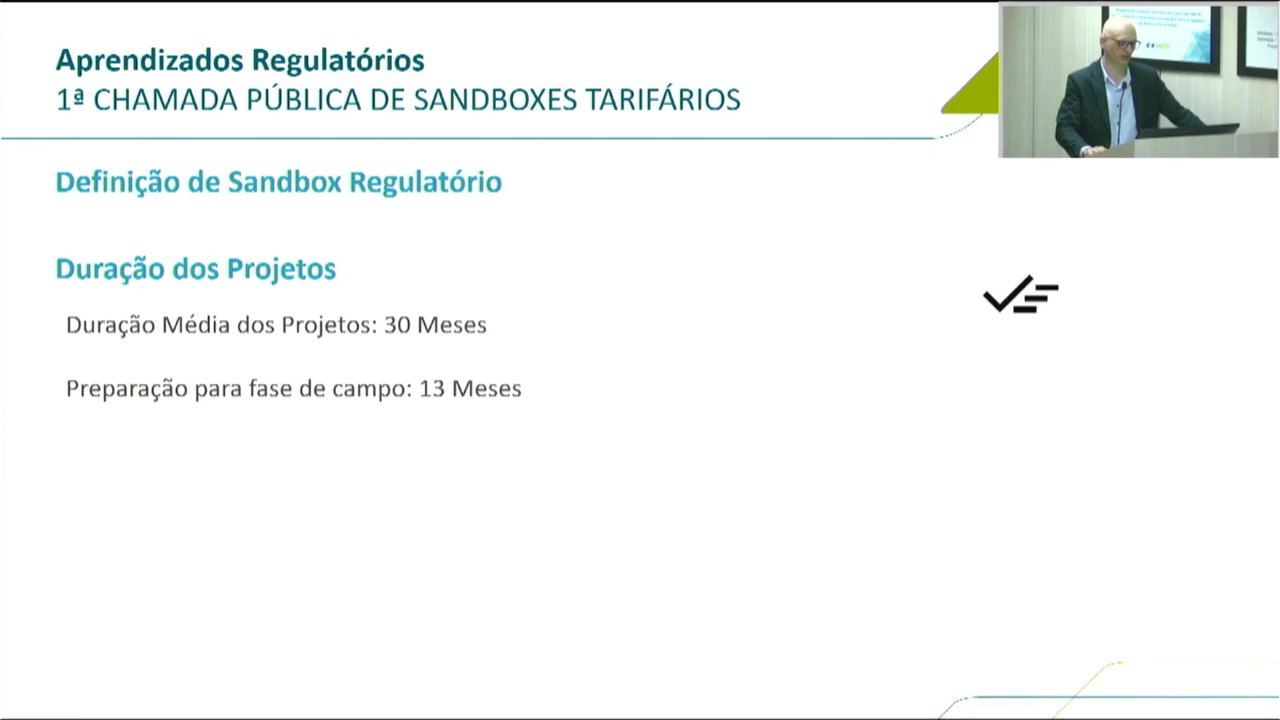 Aprendizados Regulatórios
1ª CHAMADA PÚBLICA DE SANDBOXES TARIFÁRIOS
Definição de Sandbox Regulatório
Duração dos Projetos
Duração Média dos Projetos: 30 Meses
Preparação para fase de campo: 13 Meses